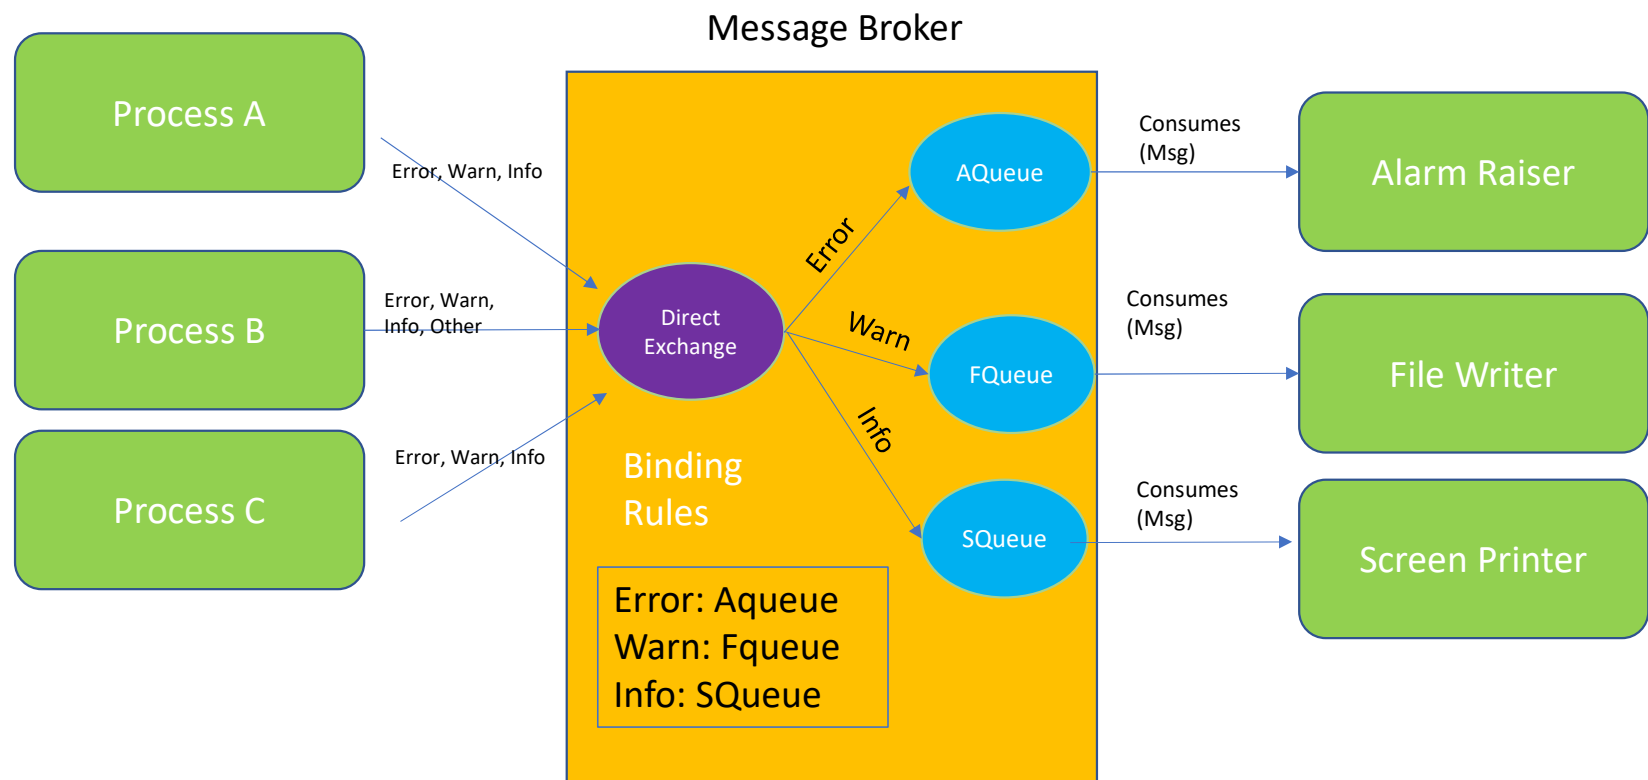 Message Broker
Process A
Error, Warn, Info
Process B
Error, Warn,
Info, Other
Process C
Error, Warn, Info
Direct
Exchange
Error
Warn
Info
AQueue
FQueue
SQueue
Binding
Rules
Error: Aqueue
Warn: Fqueue
Info: SQueue
Consumes
(Msg)
Alarm Raiser
Consumes
(Msg)
File Writer
Consumes
(Msg)
Screen Printer